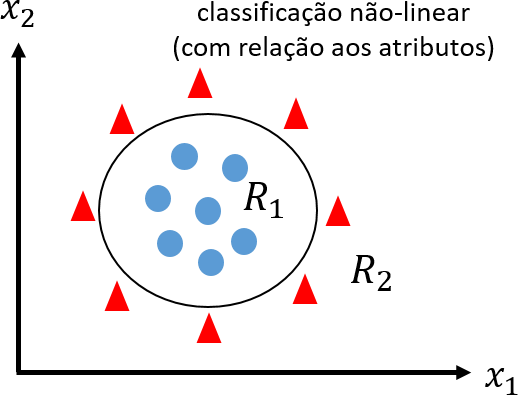 x₂
classificação não-linear
(com relação aos atributos)
R₁
R₂
x₁